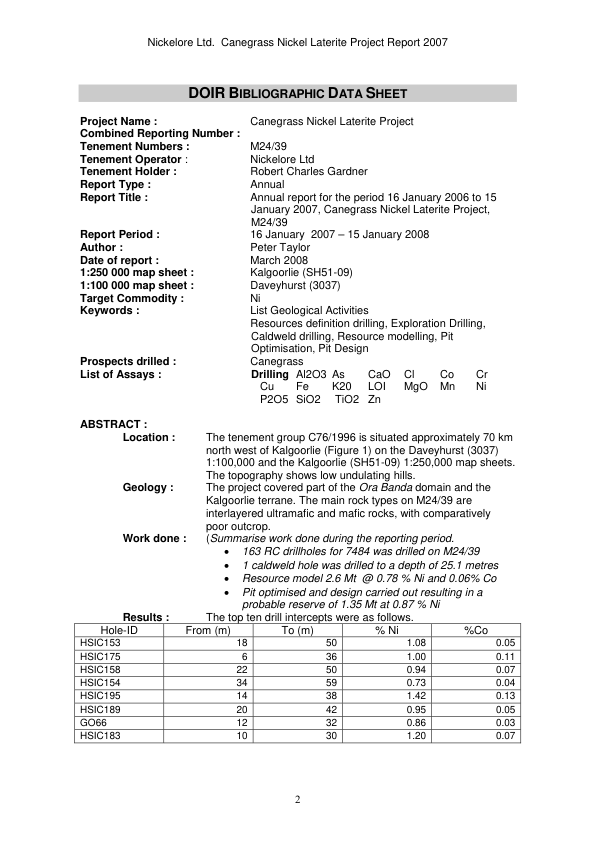 Nickelore Ltd.  Canegrass Nickel Laterite Project Report 2007
DOIR BIBLIOGRAPHIC DATA SHEET
Project Name : Canegrass Nickel Laterite Project
Combined Reporting Number :
Tenement Numbers : M24/39
Tenement Operator : Nickelore Ltd
Tenement Holder : Robert Charles Gardner
Report Type : Annual
Report Title : Annual report for the period 16 January 2006 to 15
January 2007, Canegrass Nickel Laterite Project,
M24/39
Report Period : 16 January  2007 – 15 January 2008
Author : Peter Taylor
Date of report : March 2008
1:250 000 map sheet : Kalgoorlie (SH51-09)
1:100 000 map sheet : Daveyhurst (3037)
Target Commodity : Ni
Keywords : List Geological Activities
Resources definition drilling, Exploration Drilling,
Caldweld drilling, Resource modelling, Pit
Optimisation, Pit Design
Prospects drilled : Canegrass
List of Assays : Drilling Al2O3 As CaO Cl Co Cr
Cu Fe K20 LOI MgO Mn Ni
P2O5 SiO2 TiO2 Zn
ABSTRACT :
Location : The tenement group C76/1996 is situated approximately 70 km
north west of Kalgoorlie (Figure 1) on the Daveyhurst (3037)
1:100,000 and the Kalgoorlie (SH51-09) 1:250,000 map sheets.
The topography shows low undulating hills.
Geology : The project covered part of the Ora Banda domain and the
Kalgoorlie terrane. The main rock types on M24/39 are
interlayered ultramafic and mafic rocks, with comparatively
poor outcrop.
Work done : (Summarise work done during the reporting period.
• 163 RC drillholes for 7484 was drilled on M24/39
• 1 caldweld hole was drilled to a depth of 25.1 metres
• Resource model 2.6 Mt  @ 0.78 % Ni and 0.06% Co
• Pit optimised and design carried out resulting in a
probable reserve of 1.35 Mt at 0.87 % Ni
Results : The top ten drill intercepts were as follows.
Hole-ID From (m) To (m) % Ni %Co
HSIC153 18 50 1.08 0.05
HSIC175 6 36 1.00 0.11
HSIC158 22 50 0.94 0.07
HSIC154 34 59 0.73 0.04
HSIC195 14 38 1.42 0.13
HSIC189 20 42 0.95 0.05
GO66 12 32 0.86 0.03
HSIC183 10 30 1.20 0.07
2